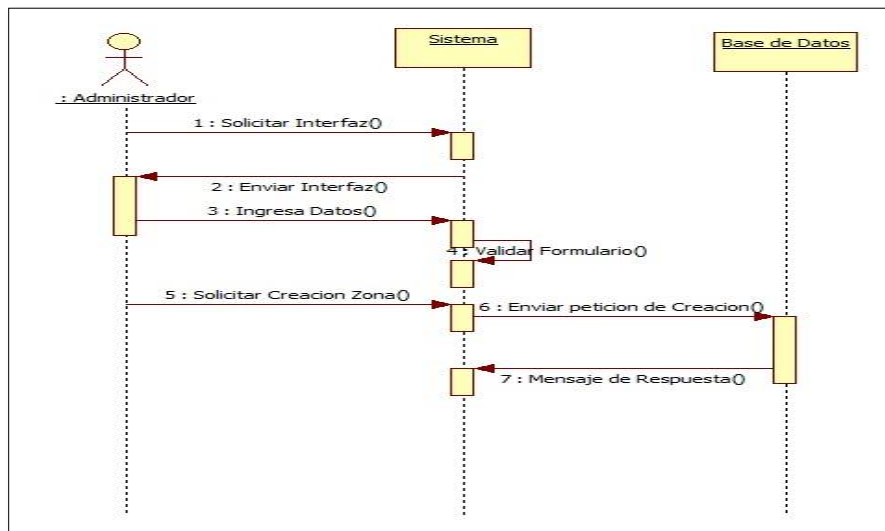 Sistema
Base de Datos
: Administrador
1 : Solicitar Interfaz()
2 : Enviar Interfaz()
3 : Ingresa Datos()
4 : Validar Formulario()
5 : Solicitar Creacion Zona()
6 : Enviar peticion de Creacion()
7 : Mensaje de Respuesta()